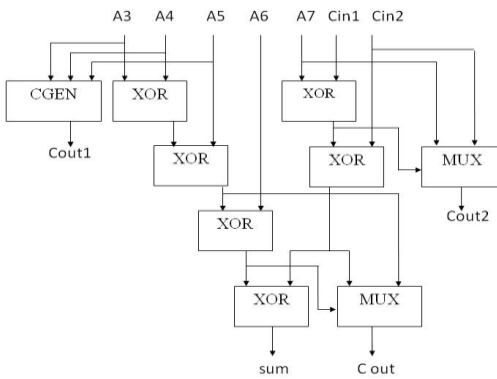 A3 A4 A5 A6 A7 Cin1 Cin2
CGEN XOR XOR
Cout1 XOR XOR MUX
XOR Cout2
XOR MUX
sum C out